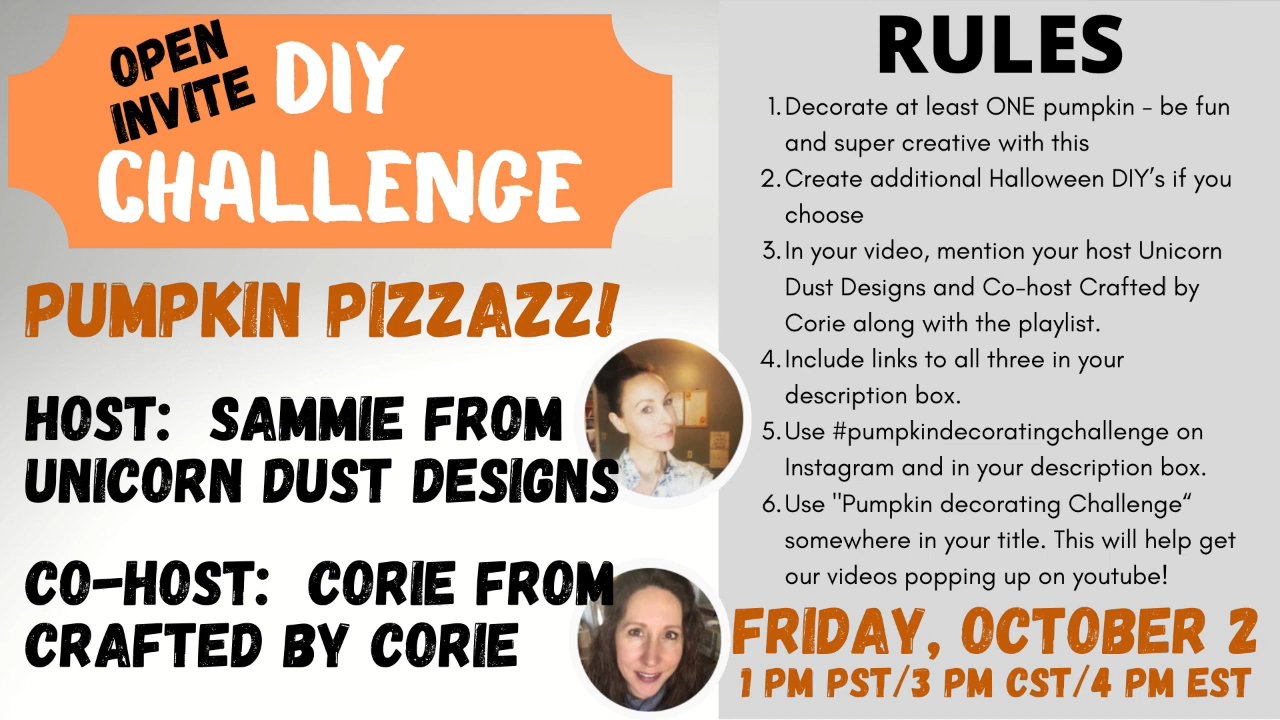 OPEN
INVITE
DIY
CHALLENGE
PUMPKIN PIZZAZZ!
HOST: SAMMIE FROM
UNICORN DUST DESIGNS
CO-HOST: CORIE FROM
CRAFTED BY CORIE
RULES
1. Decorate at least ONE pumpkin - be fun
and super creative with this
2. Create additional Halloween DIY’s if you
choose
3. In your video, mention your host Unicorn
Dust Designs and Co-host Crafted by
Corie along with the playlist.
4. Include links to all three in your
description box.
5. Use #pumpkindecoratingchallenge on
Instagram and in your description box.
6. Use "Pumpkin decorating Challenge“
somewhere in your title. This will help get
our videos popping up on youtube!
FRIDAY, OCTOBER 2
1 PM PST/3 PM CST/4 PM EST